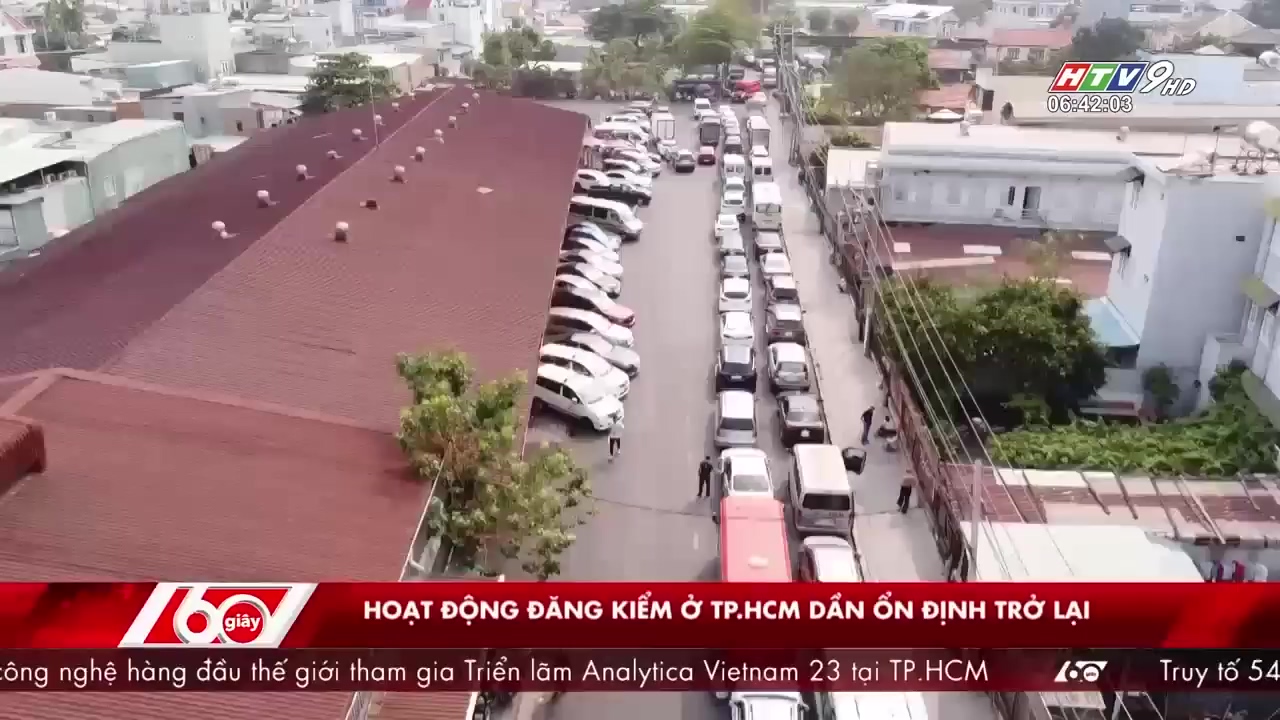 HTV9 HD
06:42:03
60 giây
HOẠT ĐỘNG ĐĂNG KIỂM Ở TP.HCM DẦN ỔN ĐỊNH TRỞ LẠI
công nghệ hàng đầu thế giới tham gia Triển lãm Analytica Vietnam 23 tại TP.HCM 60 giây Truy tố 54